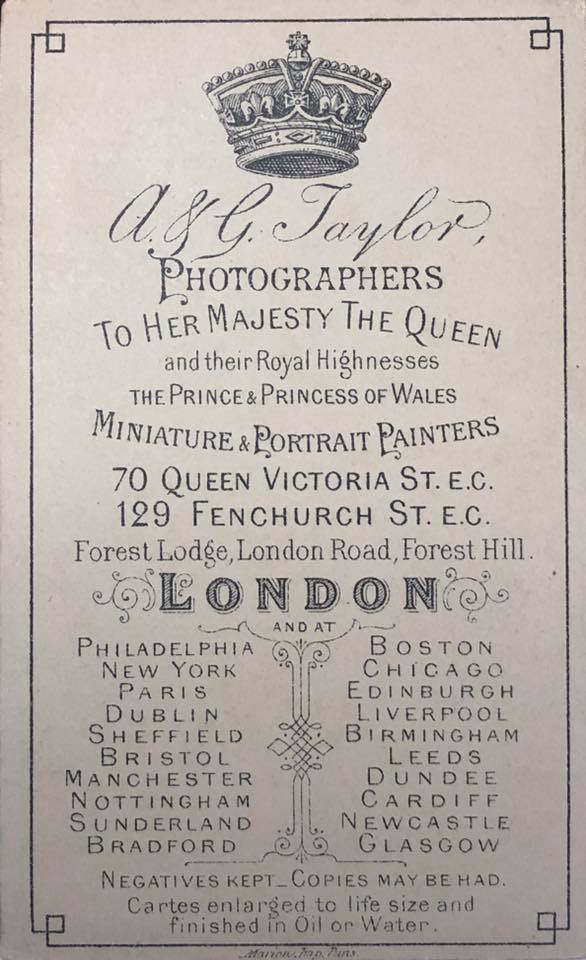 A. & G. Taylor,
PHOTOGRAPHERS
TO HER MAJESTY THE QUEEN
and their Royal Highnesses
THE PRINCE & PRINCESS OF WALES
MINIATURE & PORTRAIT PAINTERS
70 QUEEN VICTORIA ST. E.C.
129 FENCHURCH ST. E.C.
Forest Lodge, London Road, Forest Hill.
LONDON
AND AT
PHILADELPHIA BOSTON
NEW YORK CHICAGO
PARIS EDINBURGH
DUBLIN LIVERPOOL
SHEFFIELD BIRMINGHAM
BRISTOL LEEDS
MANCHESTER DUNDEE
NOTTINGHAM CARDIFF
SUNDERLAND NEWCASTLE
BRADFORD GLASGOW
NEGATIVES KEPT_COPIES MAY BE HAD.
Cartes enlarged to life size and
finished in Oil or Water.
Marion, Imp, Paris